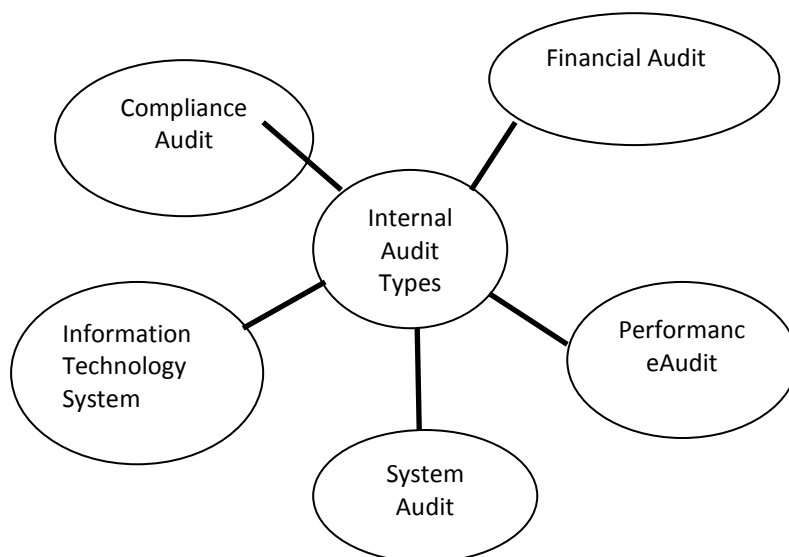 Financial Audit
Compliance
Audit
Internal
Audit
Types
Information
Technology
System
Performanc
eAudit
System
Audit